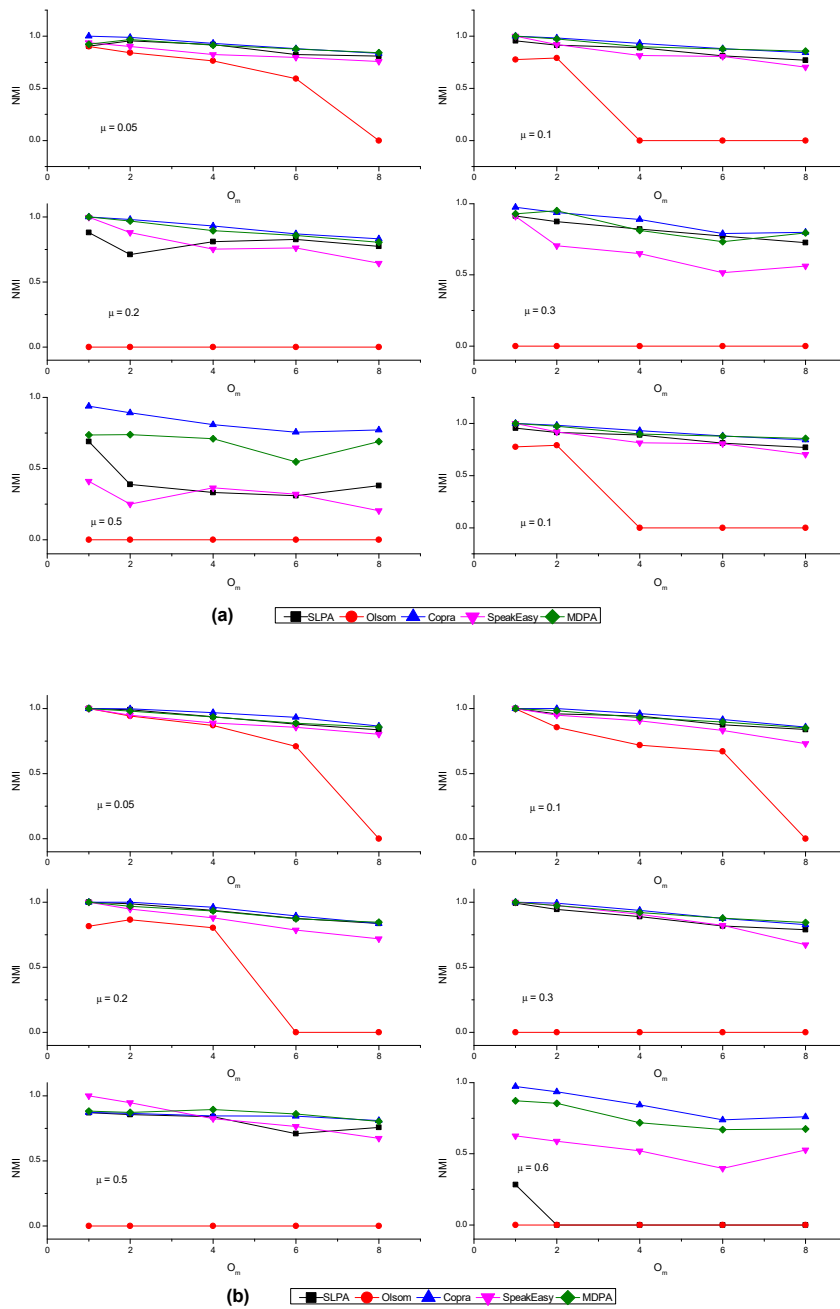 1.0
0.5
0.0
NMI
μ = 0.05
0 2 4 6 8
O_m
1.0
0.5
0.0
NMI
μ = 0.1
0 2 4 6 8
O_m
1.0
0.5
0.0
NMI
μ = 0.2
0 2 4 6 8
O_m
1.0
0.5
0.0
NMI
μ = 0.3
0 2 4 6 8
O_m
1.0
0.5
0.0
NMI
μ = 0.5
0 2 4 6 8
O_m
1.0
0.5
0.0
NMI
μ = 0.1
0 2 4 6 8
O_m
(a) SLPA Olsom Copra SpeakEasy MDPA
1.0
0.5
0.0
NMI
μ = 0.05
0 2 4 6 8
O_m
1.0
0.5
0.0
NMI
μ = 0.1
0 2 4 6 8
O_m
1.0
0.5
0.0
NMI
μ = 0.2
0 2 4 6 8
O_m
1.0
0.5
0.0
NMI
μ = 0.3
0 2 4 6 8
O_m
1.0
0.5
0.0
NMI
μ = 0.5
0 2 4 6 8
O_m
1.0
0.5
0.0
NMI
μ = 0.6
0 2 4 6 8
O_m
(b) SLPA Olsom Copra SpeakEasy MDPA